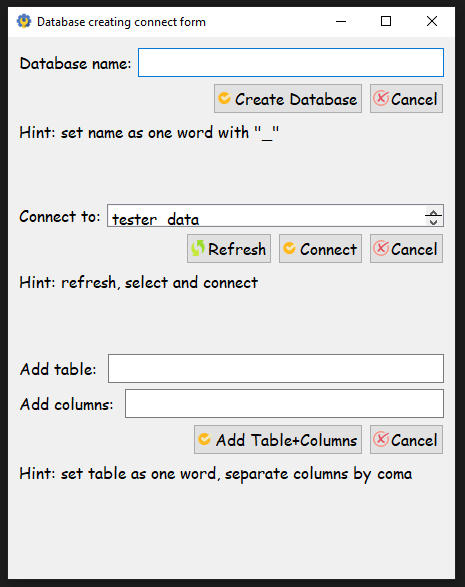 Database creating connect form
Database name:
Create Database Cancel
Hint: set name as one word with "_"
Connect to: tester_data
Refresh Connect Cancel
Hint: refresh, select and connect
Add table:
Add columns:
Add Table+Columns Cancel
Hint: set table as one word, separate columns by coma